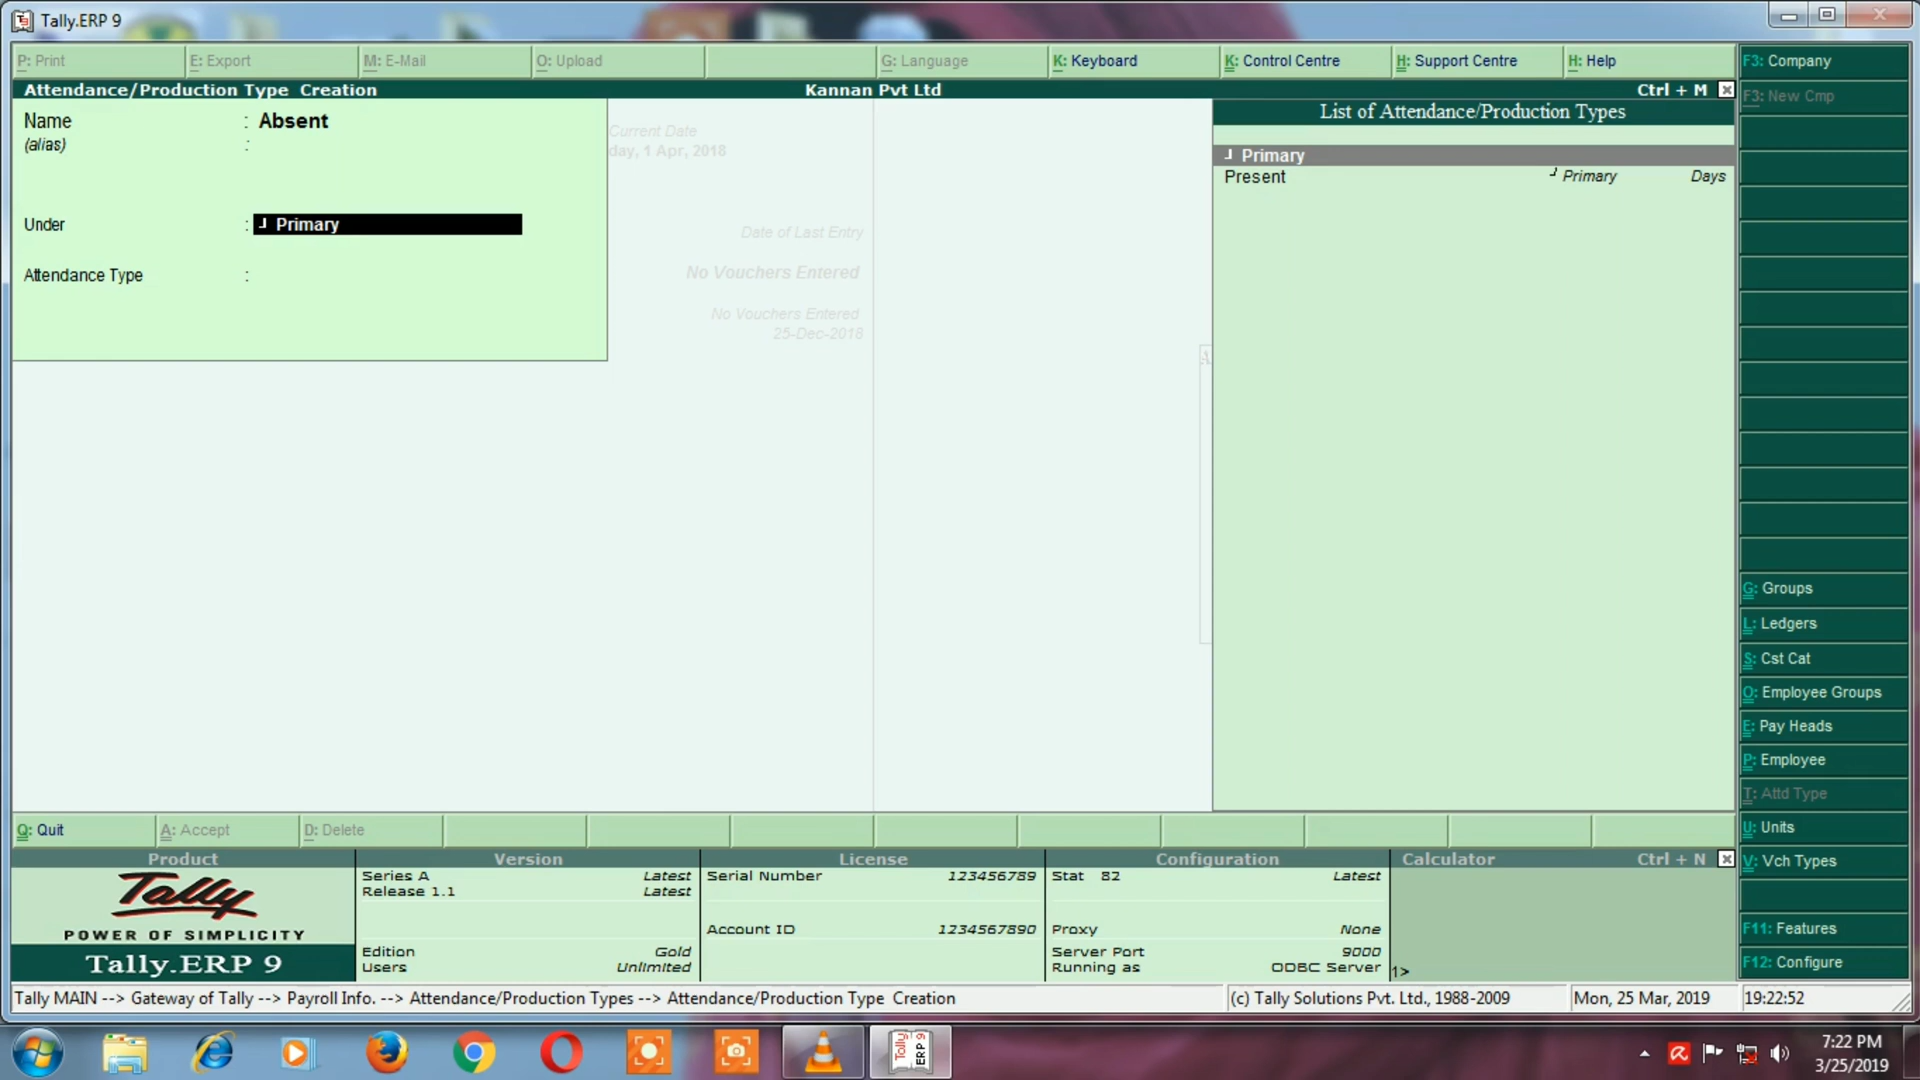 Tally.ERP 9
P: Print
E: Export
M: E-Mail
O: Upload
G: Language
K: Keyboard
K: Control Centre
H: Support Centre
H: Help
F3: Company
F3: New Cmp
Attendance/Production Type Creation
Kannan Pvt Ltd
Ctrl + M
Name : Absent
(alias) :
Under : Primary
Attendance Type :
Current Date
day, 1 Apr, 2018
Date of Last Entry
No Vouchers Entered
No Vouchers Entered
25-Dec-2018
List of Attendance/Production Types
Primary
Present Primary Days
G: Groups
L: Ledgers
S: Cst Cat
O: Employee Groups
E: Pay Heads
P: Employee
T: Attd Type
U: Units
V: Vch Types
F11: Features
F12: Configure
Q: Quit
A: Accept
D: Delete
Product
Tally
POWER OF SIMPLICITY
Tally.ERP 9
Version
Series A Latest
Release 1.1 Latest
Edition Gold
Users Unlimited
License
Serial Number 123456789
Account ID 1234567890
Configuration
Stat 82 Latest
Proxy None
Server Port 9000
Running as ODBC Server
Calculator Ctrl + N
1>
Tally MAIN --> Gateway of Tally --> Payroll Info. --> Attendance/Production Types --> Attendance/Production Type Creation
(c) Tally Solutions Pvt. Ltd., 1988-2009
Mon, 25 Mar, 2019
19:22:52
Tally
ERP 9
7:22 PM
3/25/2019